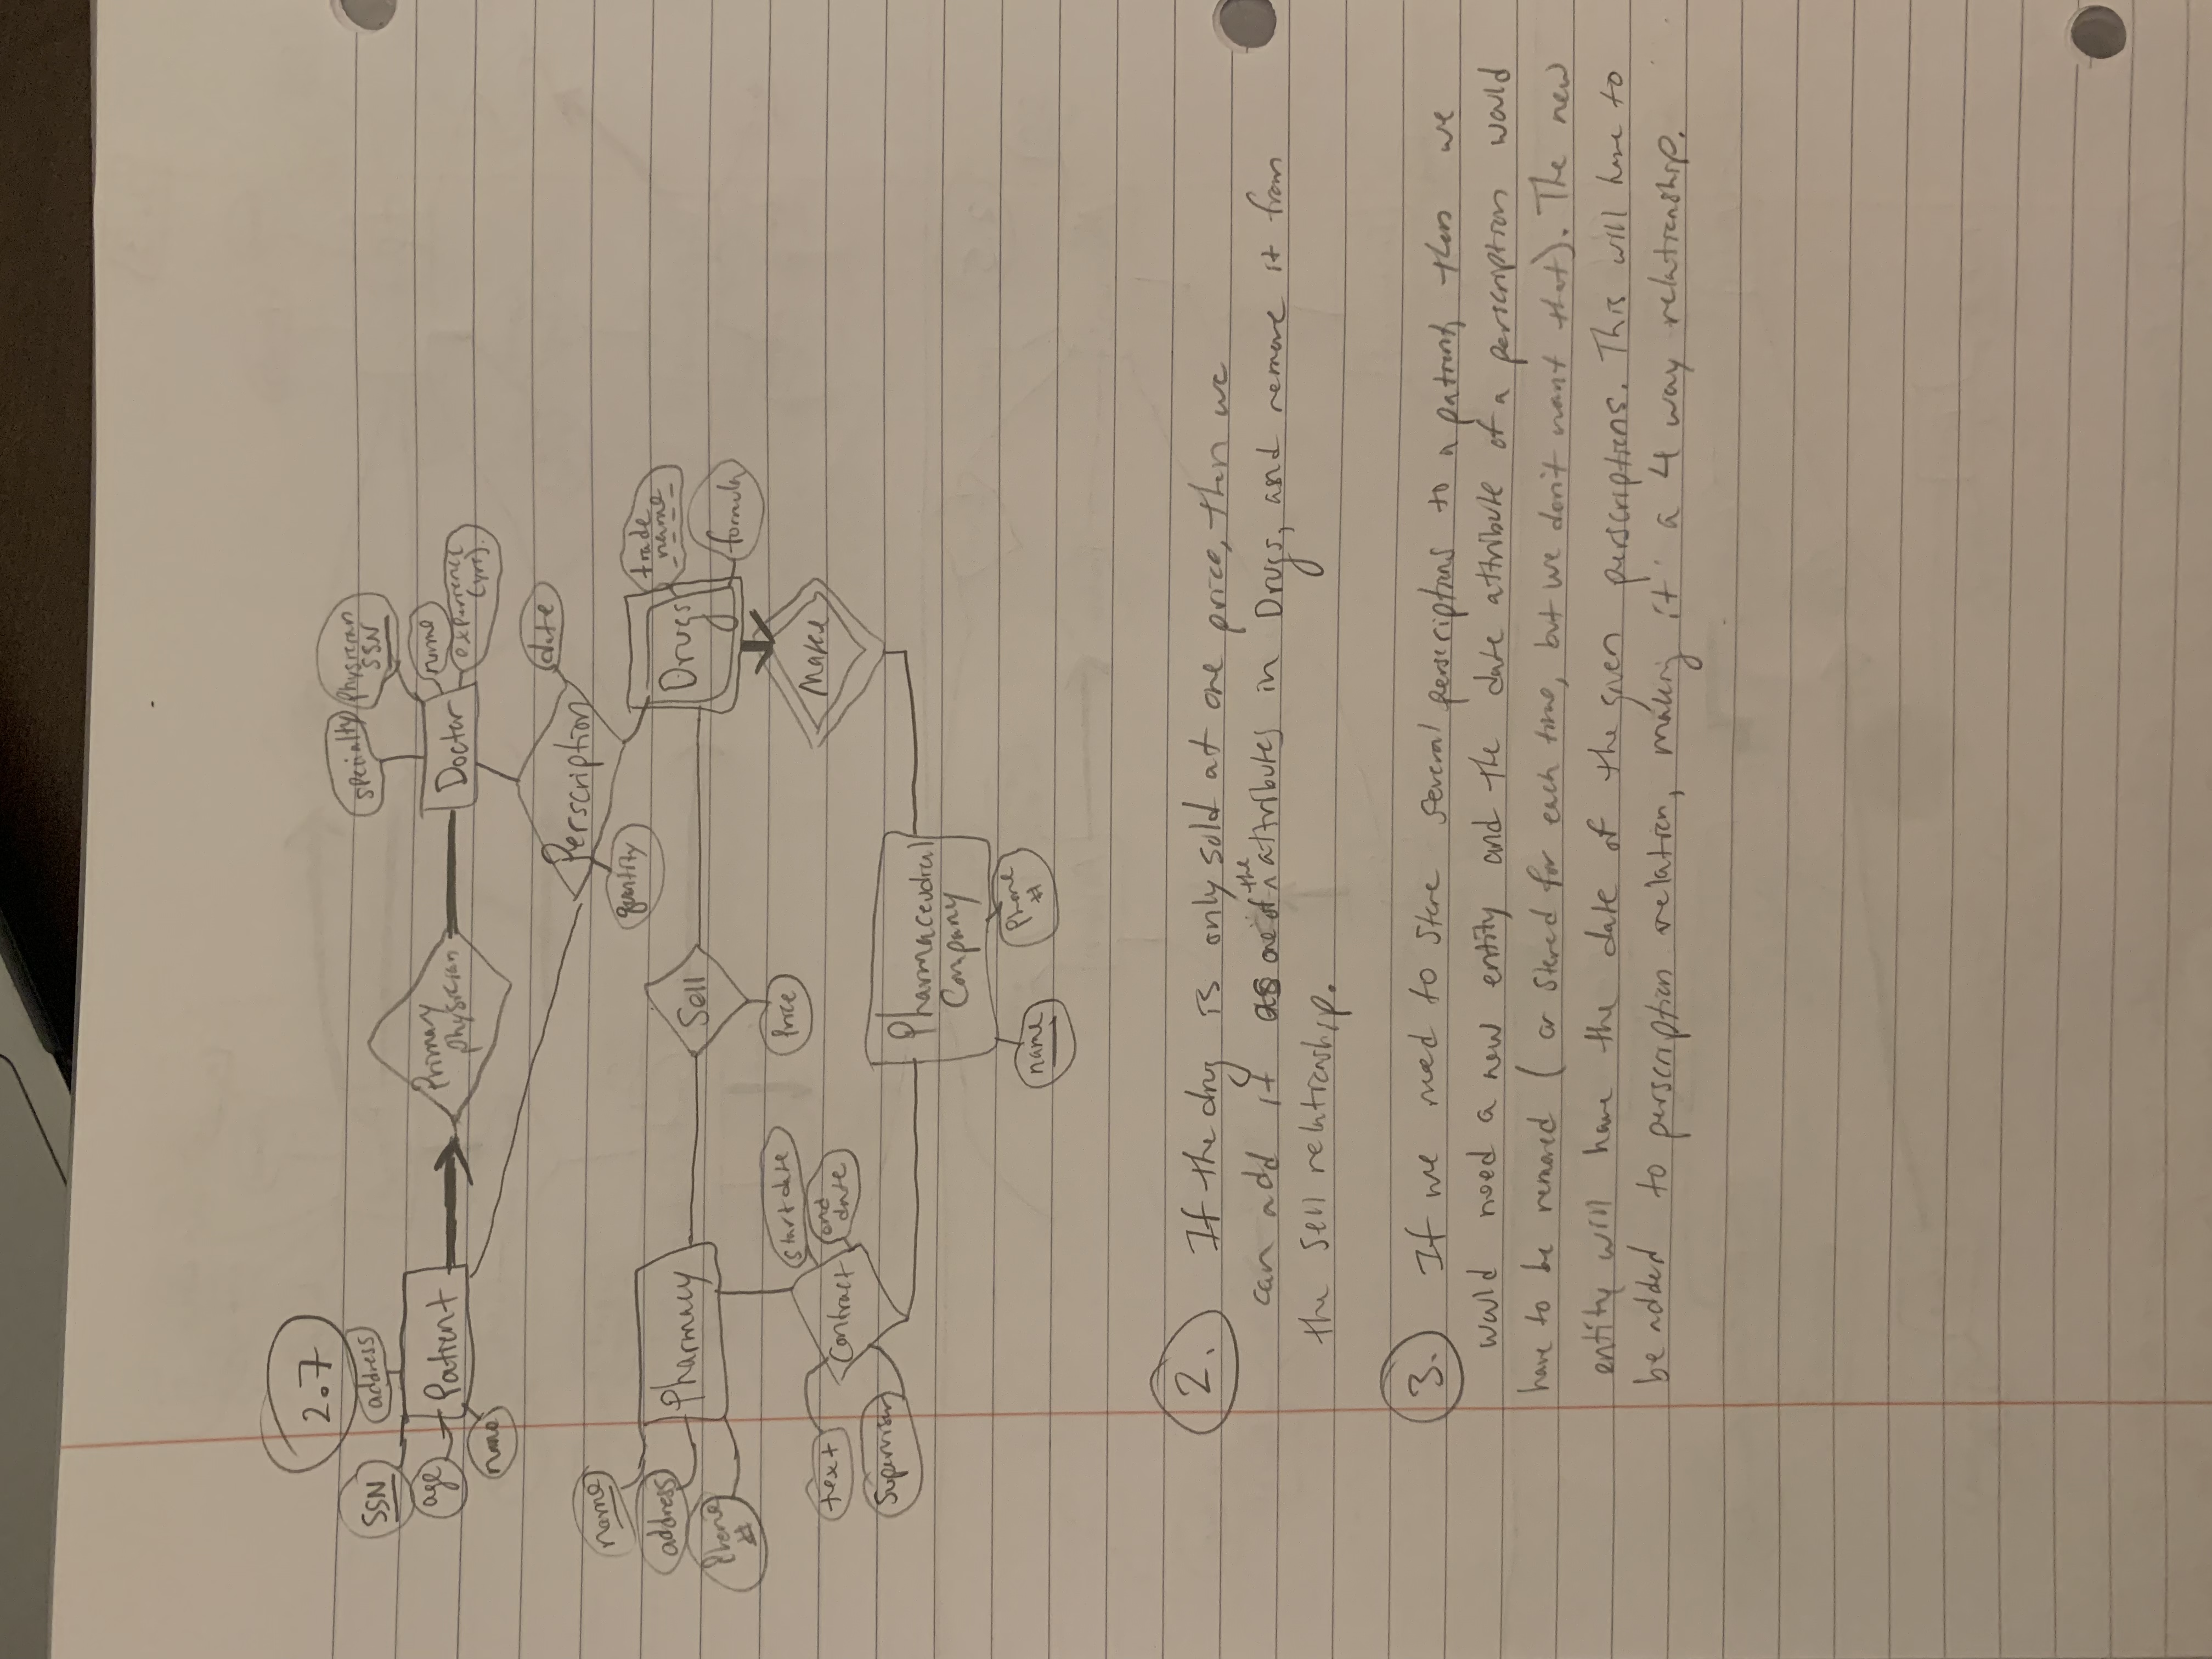 2.7
SSN
address
age
name
Patient
Primary
physician
specialty
physician
SSN
name
experience
(yrs).
Doctor
Perscription
date
quantity
name
address
Phone
#
Pharmacy
Sell
Price
Drugs
trade
name
formula
start date
end
date
text
Supervisor
Contract
Make
Pharmaceudical
Company
name
Phone
#
2. If the drug is only sold at one price, then we
can add it as one of the attributes in Drugs, and remove it from
the sell relationship.
3. If we need to store several perscriptions to a patient, then we
would need a new entity and the date attribute of a perscription would
have to be removed (or stored for each time, but we don't want that). The new
entity will have the date of the given perscriptions. This will have to
be added to perscription relation, making it a 4 way relationship.